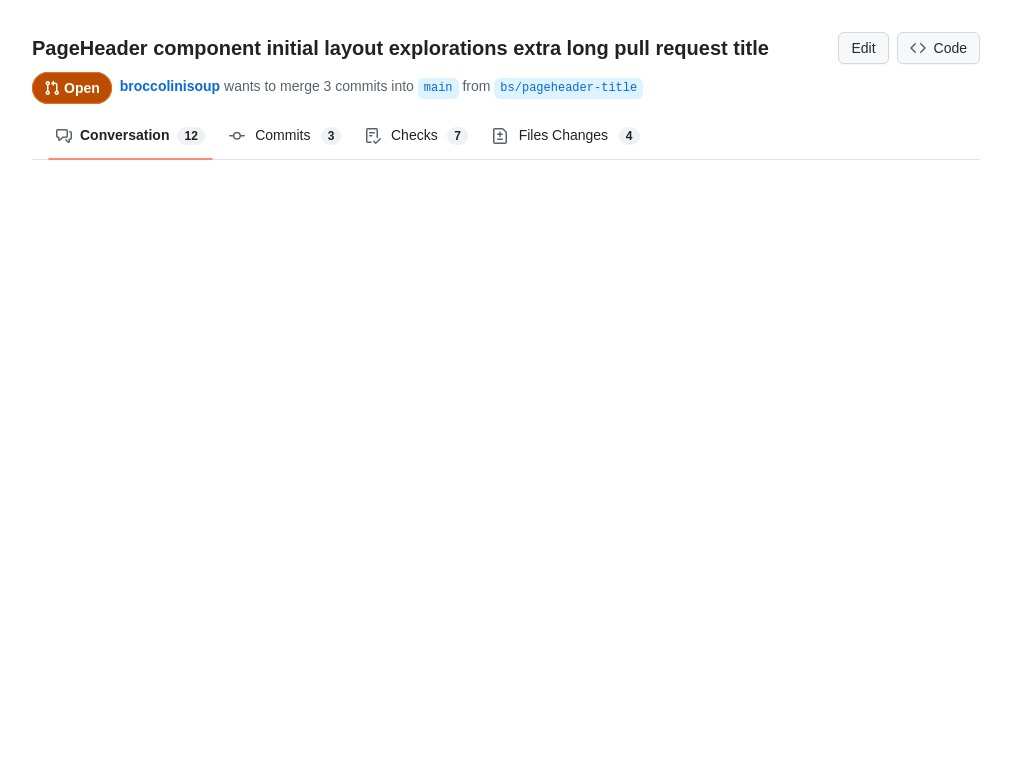 PageHeader component initial layout explorations extra long pull request title
Edit
Code
Open
broccolinisoup wants to merge 3 commits into main from bs/pageheader-title
Conversation 12
Commits 3
Checks 7
Files Changes 4